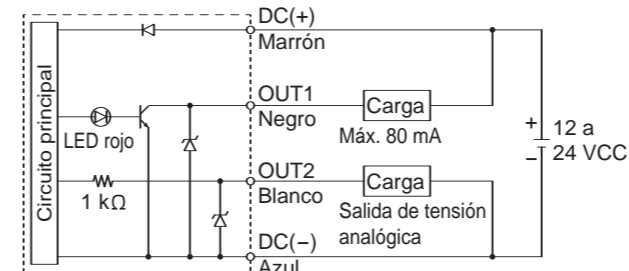 DC(+)
Marrón
Circuito principal
LED rojo
OUT1
Negro
Carga
Máx. 80 mA
+
−
12 a
24 VCC
1 kΩ
OUT2
Blanco
Carga
Salida de tensión
analógica
DC(−)
Azul